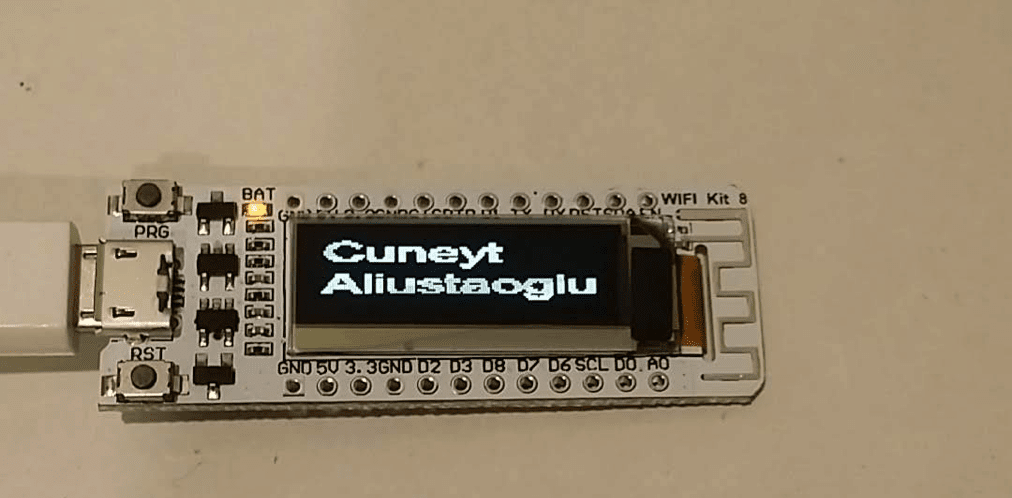 BAT
WIFI Kit 8
PRG
Cuneyt
Aliustaoglu
RST
GND 5V 3.3 GND D2 D3 D8 D7 D6 SCL D0 A0